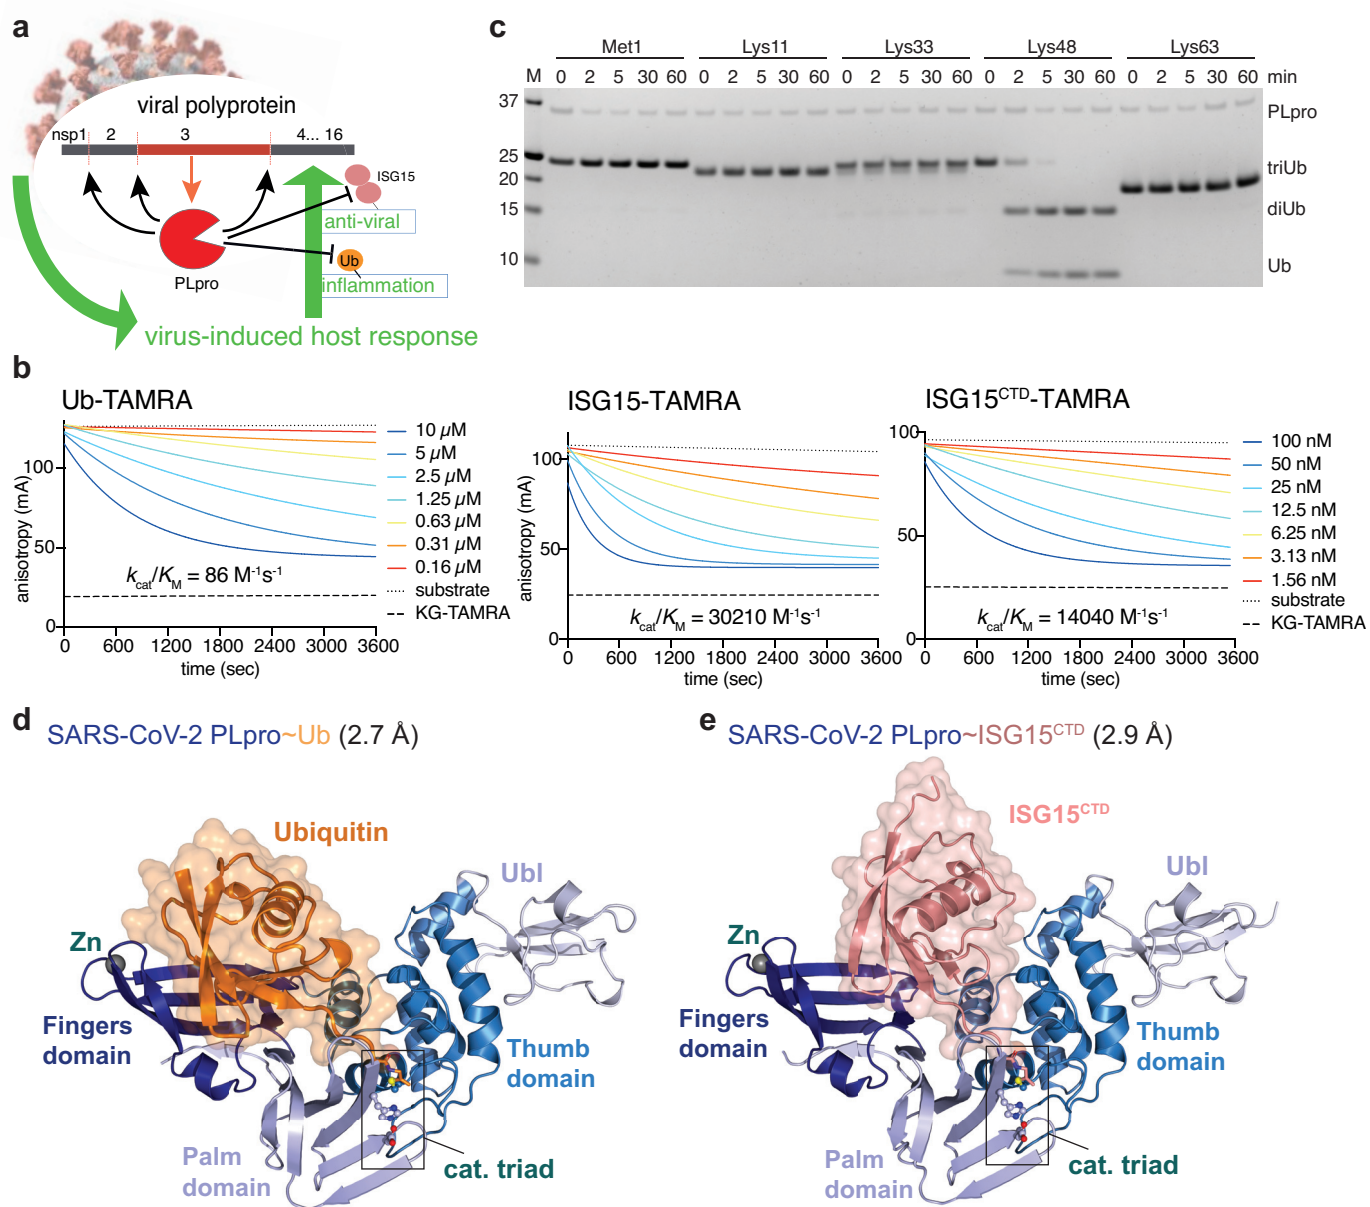 a
viral polyprotein
nsp1 2 3 4... 16
ISG15
anti-viral
Ub
inflammation
PLpro
virus-induced host response
c
Met1 Lys11 Lys33 Lys48 Lys63
M 0 2 5 30 60 0 2 5 30 60 0 2 5 30 60 0 2 5 30 60 0 2 5 30 60 min
37
25
20
15
10
PLpro
triUb
diUb
Ub
b
Ub-TAMRA
anisotropy (mA)
100
50
0
kcat/KM = 86 M-1s-1
0 600 1200 1800 2400 3000 3600
time (sec)
10 µM
5 µM
2.5 µM
1.25 µM
0.63 µM
0.31 µM
0.16 µM
substrate
KG-TAMRA
ISG15-TAMRA
anisotropy (mA)
100
50
0
kcat/KM = 30210 M-1s-1
0 600 1200 1800 2400 3000 3600
time (sec)
ISG15CTD-TAMRA
anisotropy (mA)
100
50
0
kcat/KM = 14040 M-1s-1
0 600 1200 1800 2400 3000 3600
time (sec)
100 nM
50 nM
25 nM
12.5 nM
6.25 nM
3.13 nM
1.56 nM
substrate
KG-TAMRA
d
SARS-CoV-2 PLpro~Ub (2.7 Å)
Ubiquitin
Ubl
Zn
Fingers
domain
Thumb
domain
Palm
domain
cat. triad
e
SARS-CoV-2 PLpro~ISG15CTD (2.9 Å)
ISG15CTD
Ubl
Zn
Fingers
domain
Thumb
domain
Palm
domain
cat. triad